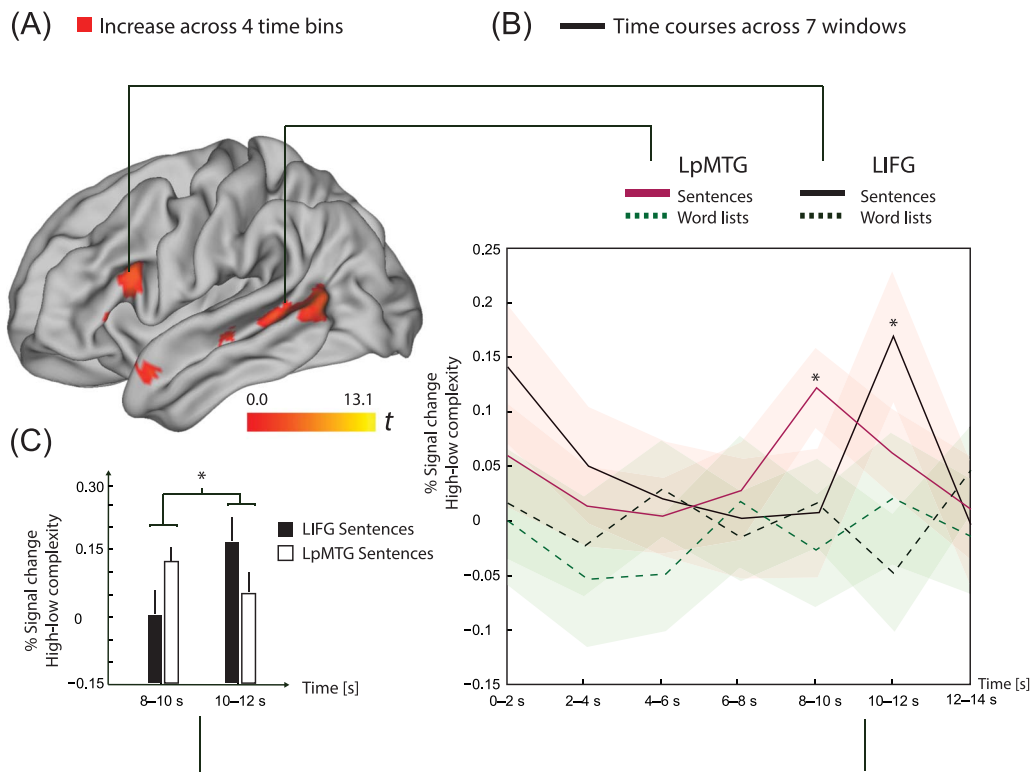 (A)
Increase across 4 time bins
(B)
Time courses across 7 windows
LpMTG
Sentences
Word lists
LIFG
Sentences
Word lists
0.0
13.1
t
% Signal change
High–low complexity
0.25
0.2
0.15
0.1
0.05
0
−0.05
−0.1
−0.15
*
*
0–2 s
2–4 s
4–6 s
6–8 s
8–10 s
10–12 s
12–14 s
Time [s]
(C)
% Signal change
High–low complexity
0.30
0.15
0
−0.15
*
LIFG Sentences
LpMTG Sentences
8–10 s
10–12 s
Time [s]